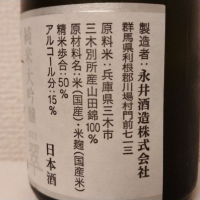 製造者：永井酒造株式会社
群馬県利根郡川場村門前七一三
原料米：兵庫県三木市
三木別所産山田錦100%
原材料名：米(国産)・米麹(国産米)
精米歩合：50%
アルコール分：15%
日本酒